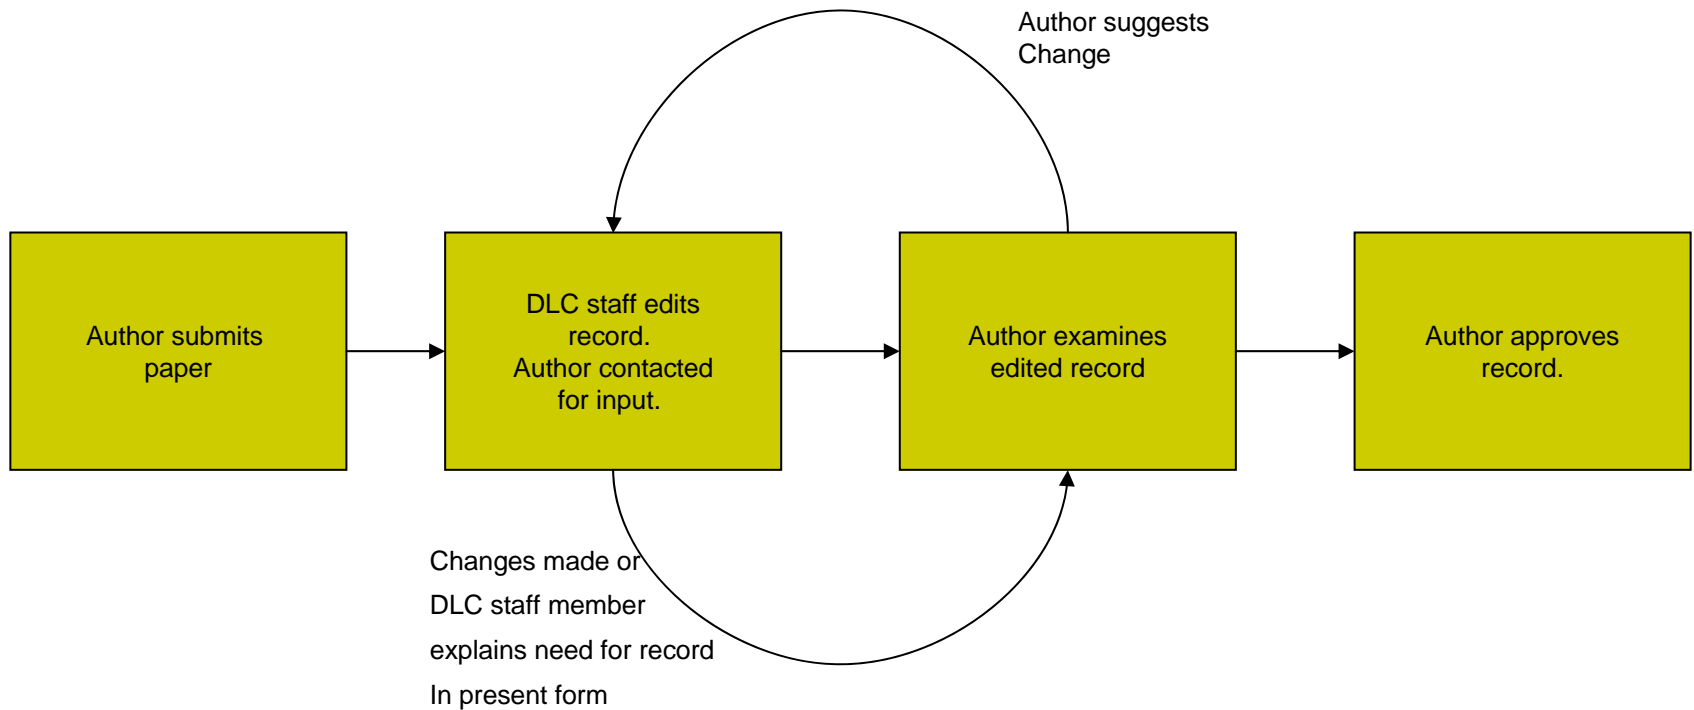 Author suggests
Change
Author submits
paper
DLC staff edits
record.
Author contacted
for input.
Author examines
edited record
Author approves
record.
Changes made or
DLC staff member
explains need for record
In present form